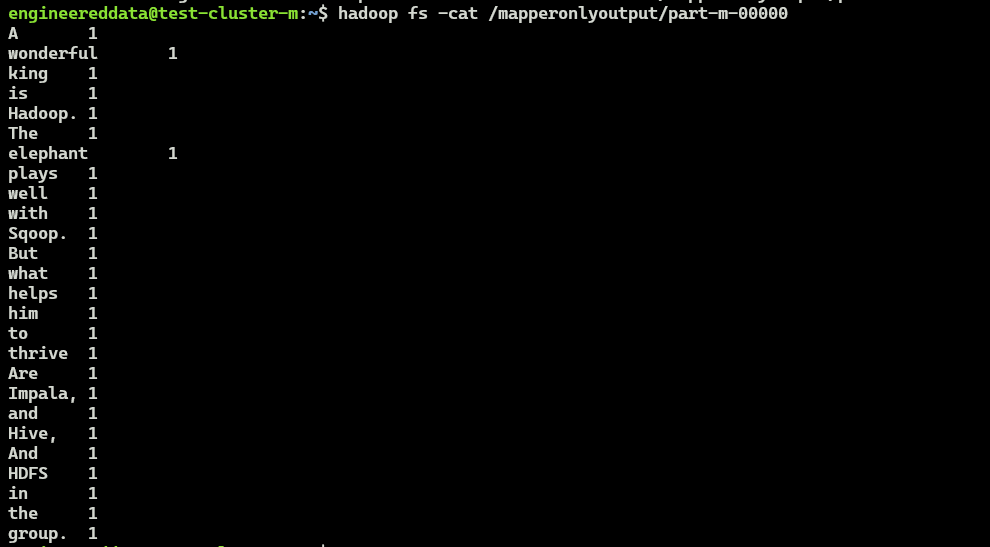 engineereddata@test-cluster-m:~$ hadoop fs -cat /mapperonlyoutput/part-m-00000
A 1
wonderful 1
king 1
is 1
Hadoop. 1
The 1
elephant 1
plays 1
well 1
with 1
Sqoop. 1
But 1
what 1
helps 1
him 1
to 1
thrive 1
Are 1
Impala, 1
and 1
Hive, 1
And 1
HDFS 1
in 1
the 1
group. 1